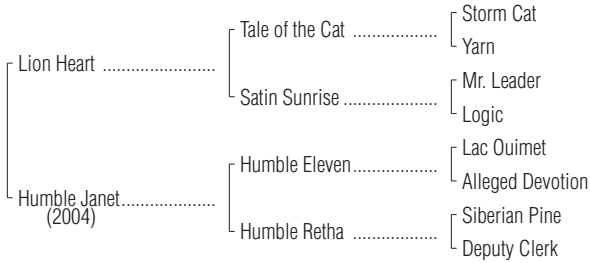 Storm Cat
Tale of the Cat ..................
Yarn
Lion Heart ........................
Mr. Leader
Satin Sunrise ....................
Logic
Lac Ouimet
Humble Eleven..................
Alleged Devotion
Humble Janet....................
(2004)
Siberian Pine
Humble Retha ..................
Deputy Clerk